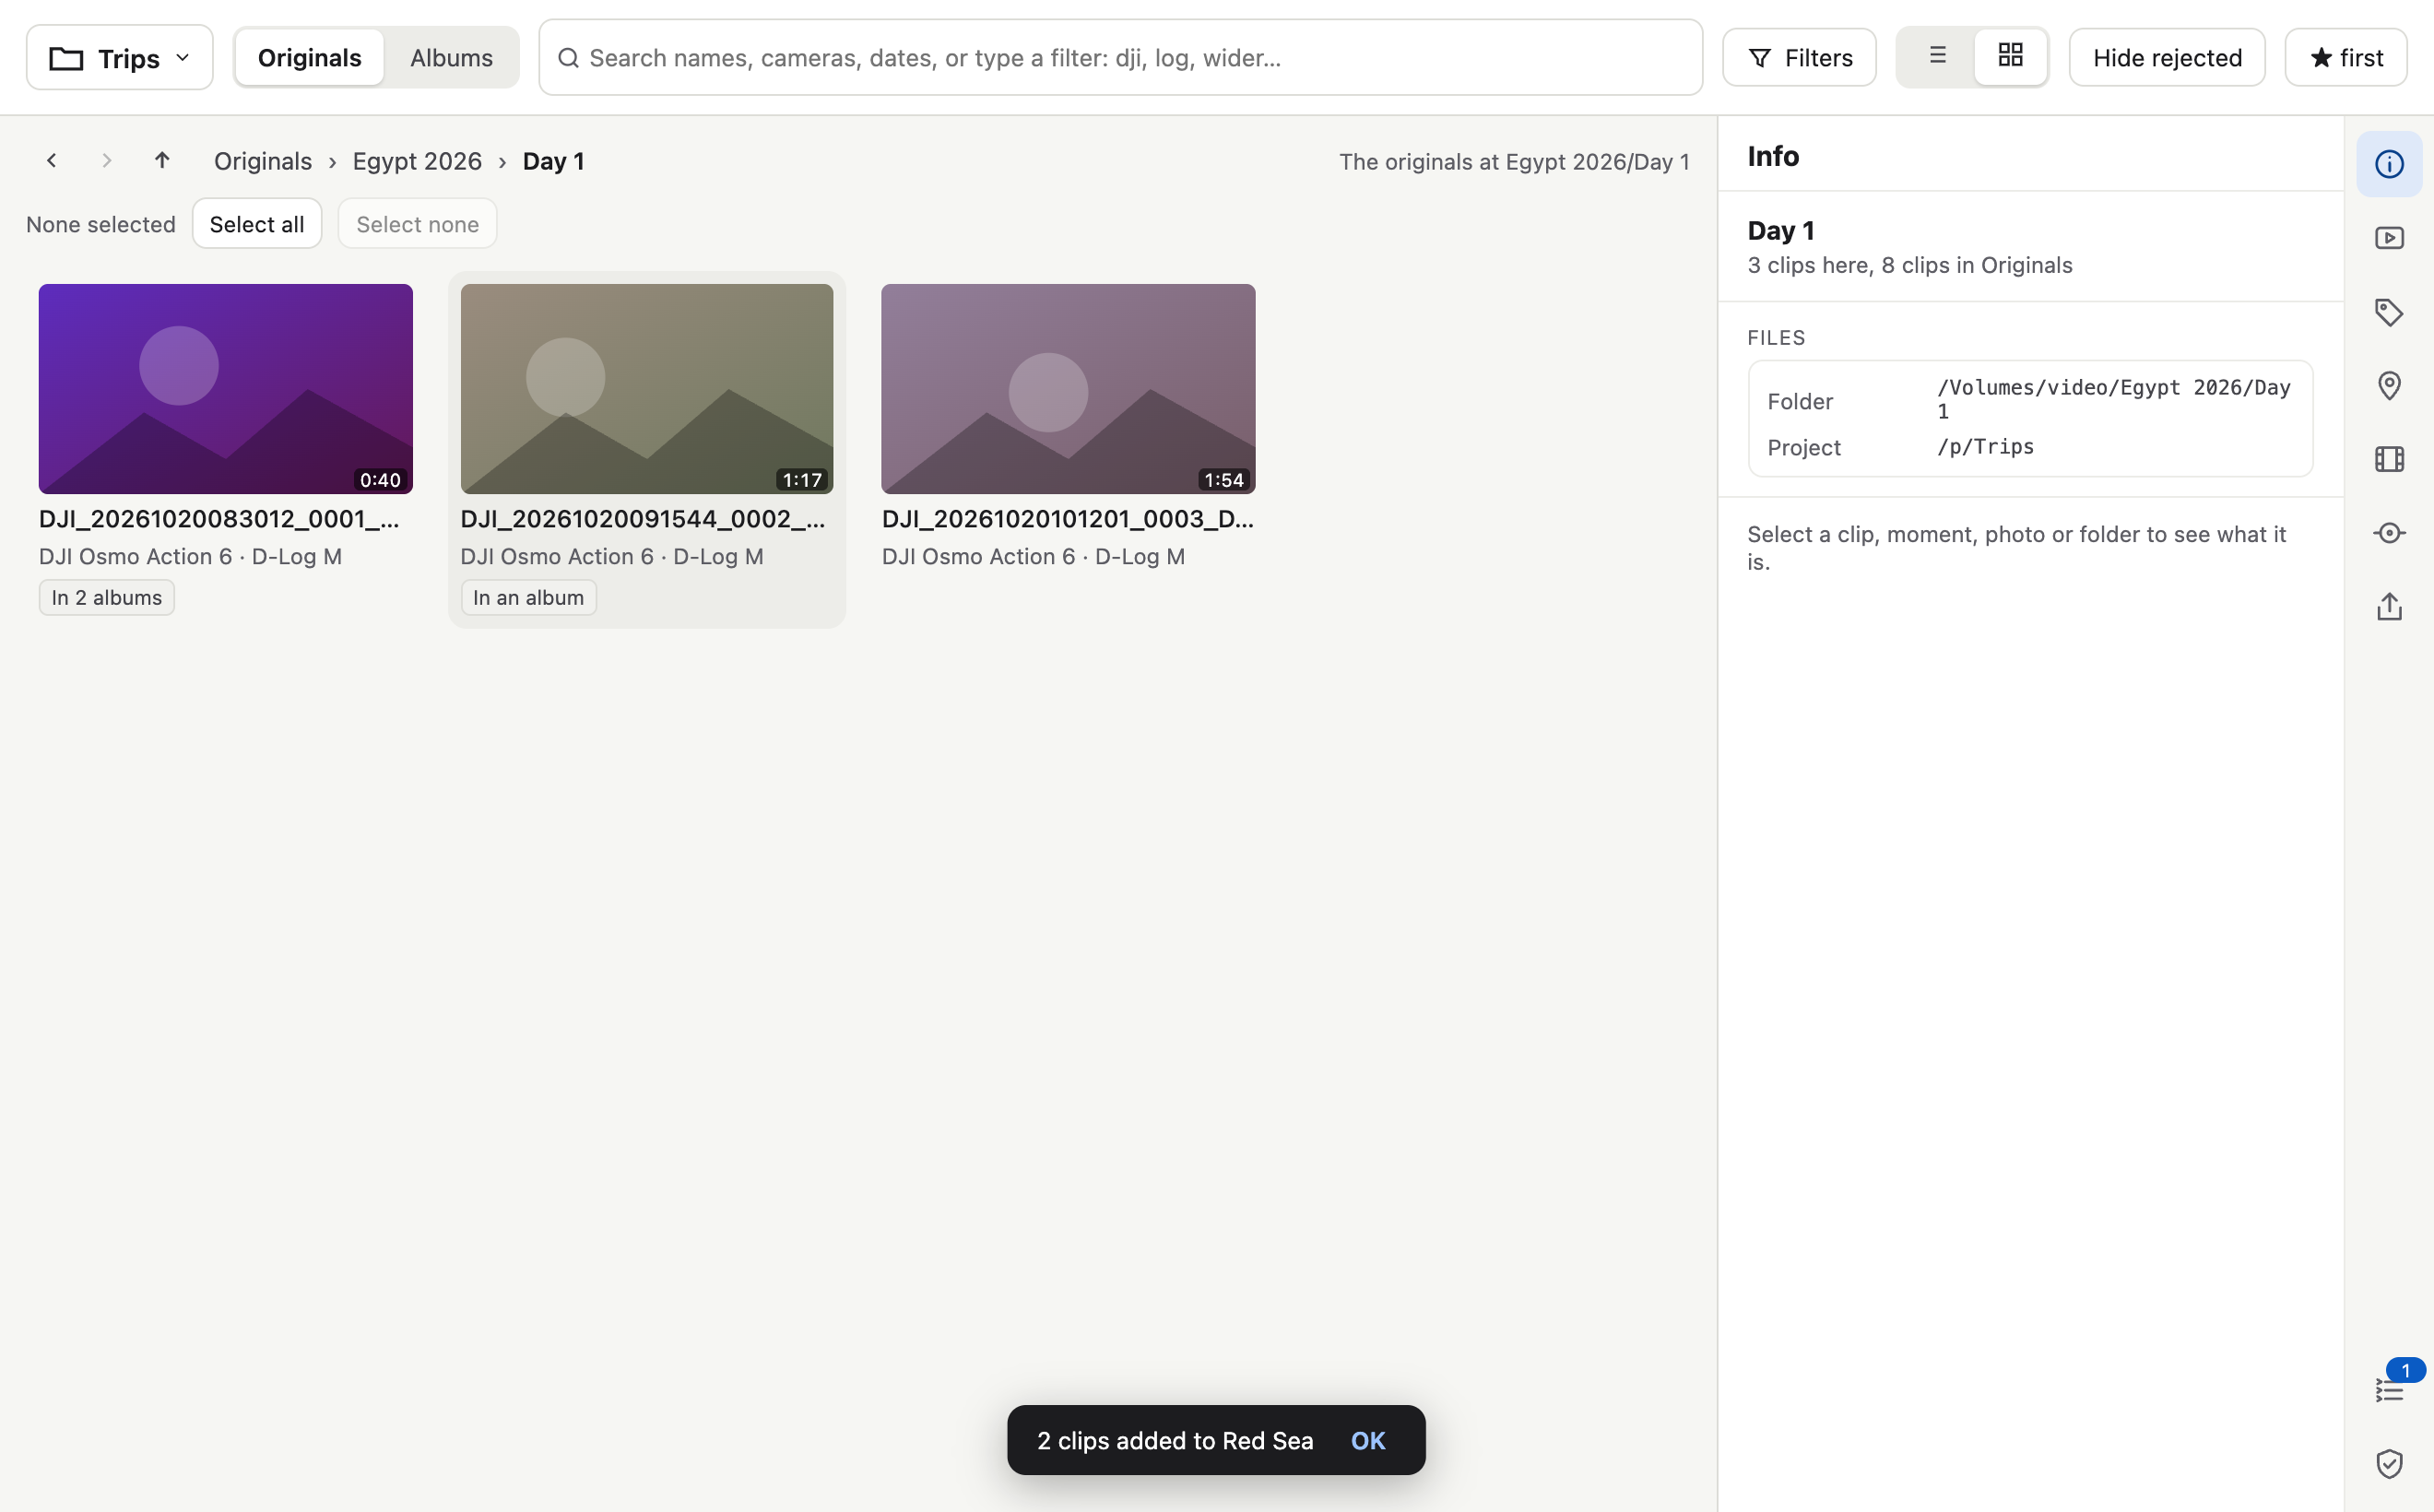 Trips
Originals
Albums
Search names, cameras, dates, or type a filter: dji, log, wider...
Filters
Hide rejected
★ first
Originals › Egypt 2026 › Day 1
The originals at Egypt 2026/Day 1
None selected
Select all
Select none
0:40
DJI_20261020083012_0001_...
DJI Osmo Action 6 · D-Log M
In 2 albums
1:17
DJI_20261020091544_0002_...
DJI Osmo Action 6 · D-Log M
In an album
1:54
DJI_20261020101201_0003_D...
DJI Osmo Action 6 · D-Log M
Info
Day 1
3 clips here, 8 clips in Originals
FILES
Folder
/Volumes/video/Egypt 2026/Day
1
Project
/p/Trips
Select a clip, moment, photo or folder to see what it
is.
1
2 clips added to Red Sea
OK